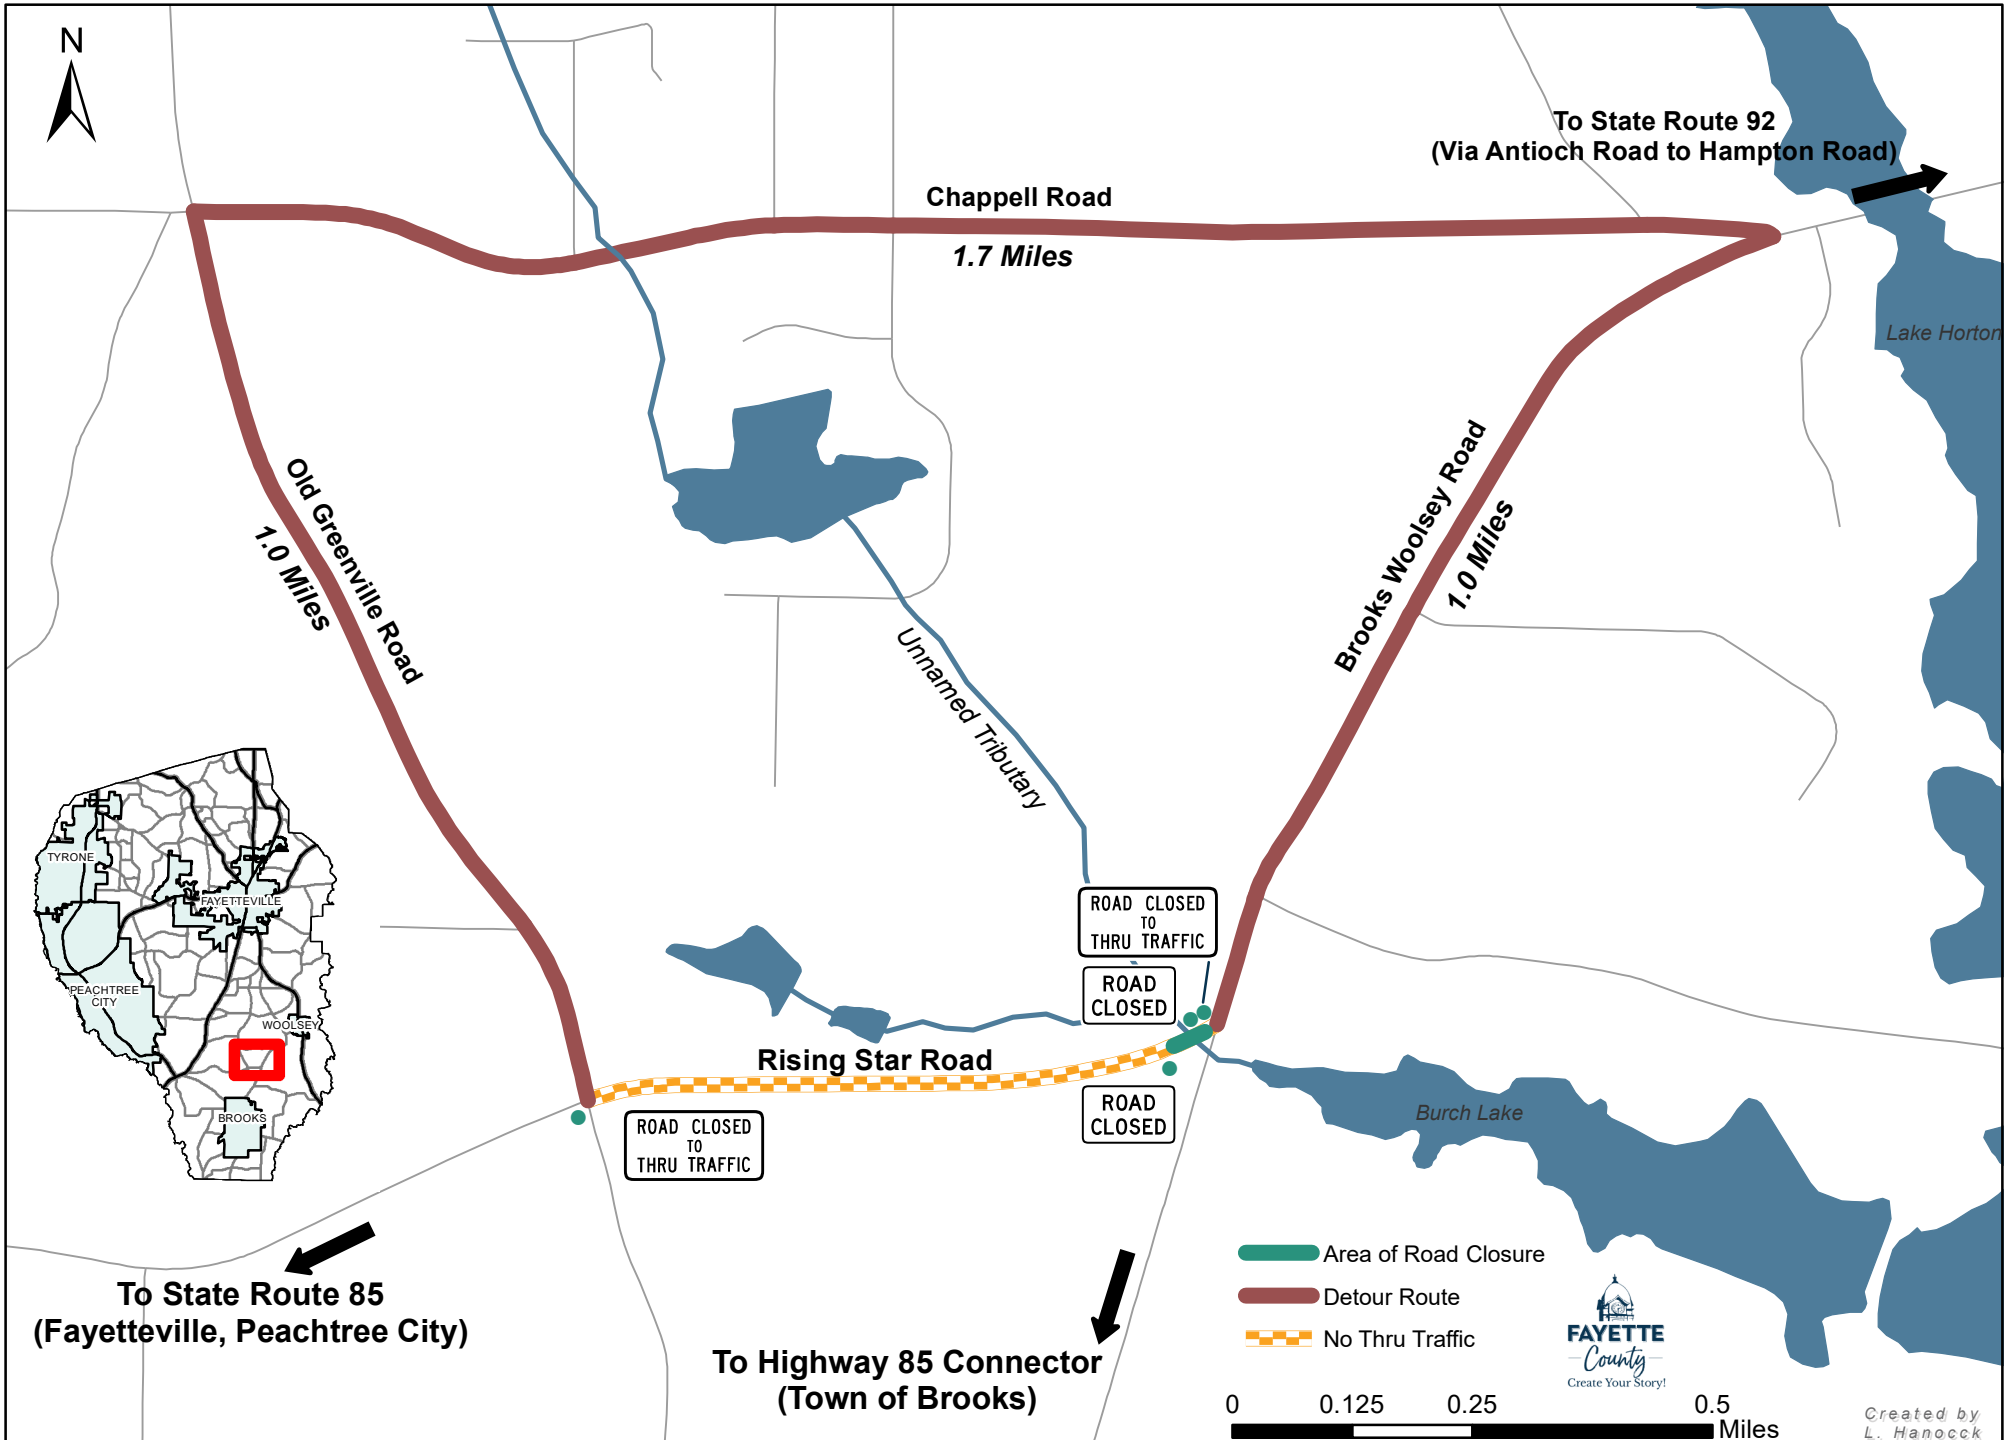 N
To State Route 92
(Via Antioch Road to Hampton Road)
Chappell Road
1.7 Miles
Lake Horton
Old Greenville Road
1.0 Miles
Brooks Woolsey Road
1.0 Miles
Unnamed Tributary
TYRONE
FAYETTEVILLE
PEACHTREE
CITY
WOOLSEY
BROOKS
ROAD CLOSED
TO
THRU TRAFFIC
ROAD
CLOSED
Rising Star Road
ROAD
CLOSED
ROAD CLOSED
TO
THRU TRAFFIC
Burch Lake
To State Route 85
(Fayetteville, Peachtree City)
To Highway 85 Connector
(Town of Brooks)
Area of Road Closure
Detour Route
No Thru Traffic
FAYETTE
County
Create Your Story!
0 0.125 0.25 0.5
Miles
Created by
L. Hanocck